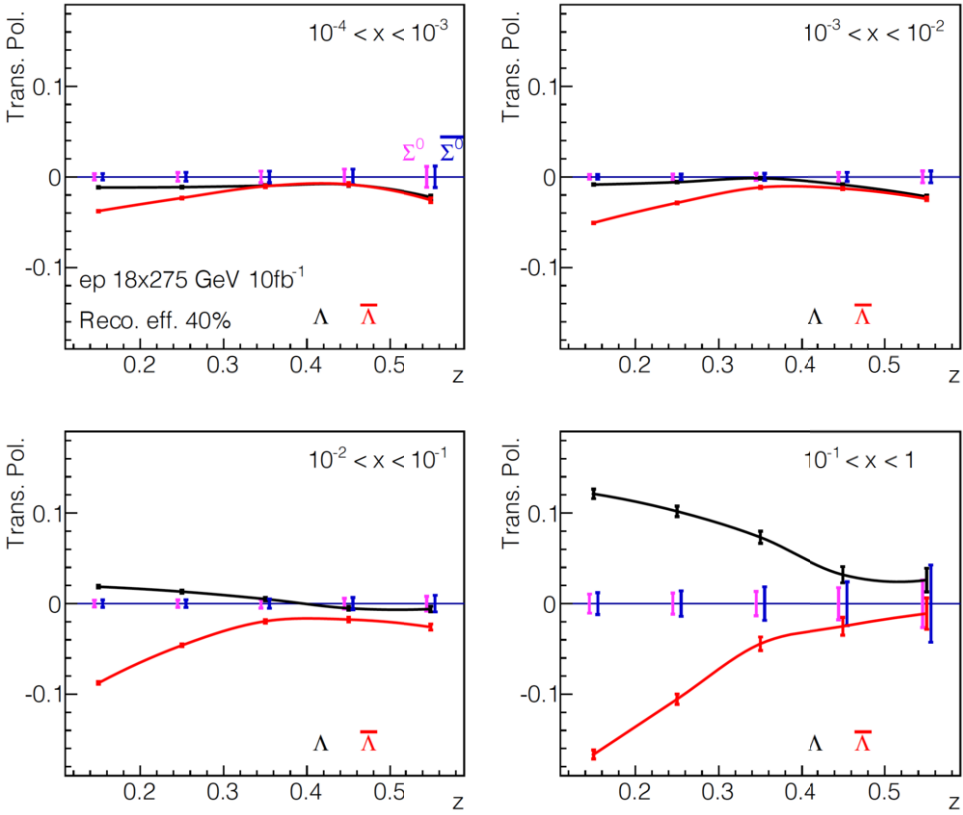 Trans. Pol.
10⁻⁴ < x < 10⁻³
0.1
Σ⁰ Σ̅⁰
0
-0.1
ep 18x275 GeV 10fb⁻¹
Reco. eff. 40%
Λ Λ̅
0.2 0.3 0.4 0.5 z
Trans. Pol.
10⁻³ < x < 10⁻²
0.1
0
-0.1
Λ Λ̅
0.2 0.3 0.4 0.5 z
Trans. Pol.
10⁻² < x < 10⁻¹
0.1
0
-0.1
Λ Λ̅
0.2 0.3 0.4 0.5 z
Trans. Pol.
10⁻¹ < x < 1
0.1
0
-0.1
Λ Λ̅
0.2 0.3 0.4 0.5 z